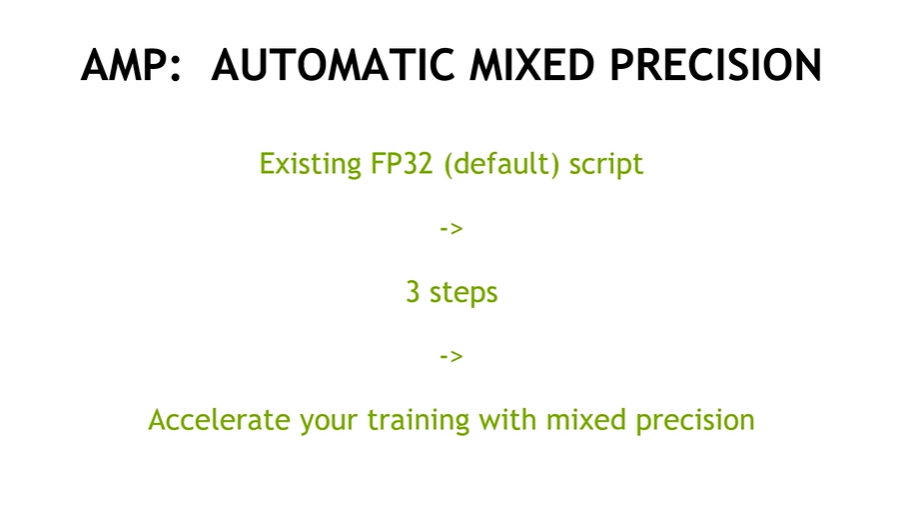 AMP: AUTOMATIC MIXED PRECISION
Existing FP32 (default) script
->
3 steps
->
Accelerate your training with mixed precision